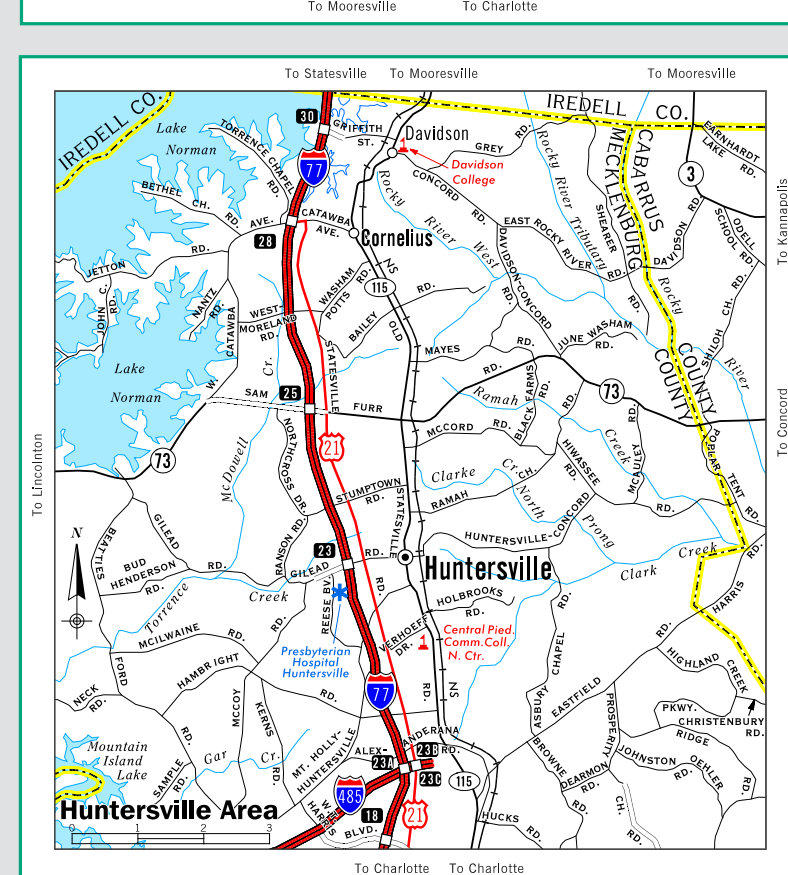 To Mooresville
To Charlotte
To Statesville
To Mooresville
To Mooresville
IREDELL CO.
IREDELL CO.
30
Lake
Norman
TORRENCE CHAPEL
RD.
GRIFFITH
ST.
Davidson
GREY RD.
Davidson
College
MECKLENBURG
CABARRUS
EARNHARDT
LAKE RD.
3
77
BETHEL CH. RD.
CONCORD RD.
Rocky River West
Rocky River Tributary
SHEARER
RD.
EAST ROCKY RIVER RD.
DAVIDSON RD.
ODELL
SCHOOL RD.
To Kannapolis
CATAWBA
AVE.
AVE.
28
Cornelius
JETTON RD.
JOHN C. RD.
NANTZ
RD.
W. CATAWBA
WEST-
MORELAND
RD.
WASHAM
POTTS RD.
NS
115
BAILEY RD.
OLD
STATESVILLE
DAVIDSON-CONCORD
RD.
MAYES
JUNE WASHAM
RD.
Rocky
River
SHILOH CH. RD.
COUNTY
COUNTY
Lake
Norman
Cr.
25
SAM FURR
RD.
Ramah
Creek
BLACK FARMS
RD.
73
To Concord
21
MCCORD RD.
HIWASSEE
RD.
MCAULEY
RD.
POPLAR TENT RD.
To Lincolnton
73
McDowell
NORTHCROSS DR.
Clarke
Cr.
CH.
RAMAH
North
Prong
STUMPTOWN
RD.
STATESVILLE
RD.
HUNTERSVILLE-CONCORD
RD.
BEATTIES
FORD
GILEAD
BUD
HENDERSON
RD.
RANSON RD.
23
GILEAD RD.
Huntersville
Clark
Creek
HARRIS
RD.
N
Torrence
Creek
REESE BV.
RD.
HOLBROOKS
RD.
VERHOEFF
DR.
Central Pied.
Comm.Coll.
N. Ctr.
MCILWAINE
RD.
Presbyterian
Hospital
Huntersville
HAMBRIGHT
RD.
RD.
ASBURY
CHAPEL
RD.
EASTFIELD
RD.
HIGHLAND
CREEK
PKWY.
CHRISTENBURY
RD.
NECK
RD.
MCCOY
RD.
KERNS
RD.
77
NS
Mountain
Island
Lake
Gar
Cr.
SAMPLE
RD.
MT. HOLLY-
HUNTERSVILLE
ALEX-
ANDERANA
RD.
23A
23B
23C
115
BROWNE
RD.
DEARMON
RD.
PROSPERITY
CH.
RD.
RIDGE
JOHNSTON
OEHLER
RD.
Huntersville Area
485
18
21
HARRIS
BLVD.
HUCKS
RD.
0 1 2 3
To Charlotte
To Charlotte